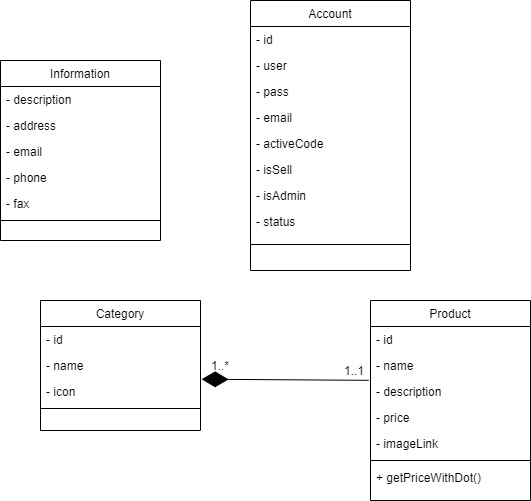 Information
- description
- address
- email
- phone
- fax
Account
- id
- user
- pass
- email
- activeCode
- isSell
- isAdmin
- status
Category
- id
- name
- icon
1..*
1..1
Product
- id
- name
- description
- price
- imageLink
+ getPriceWithDot()